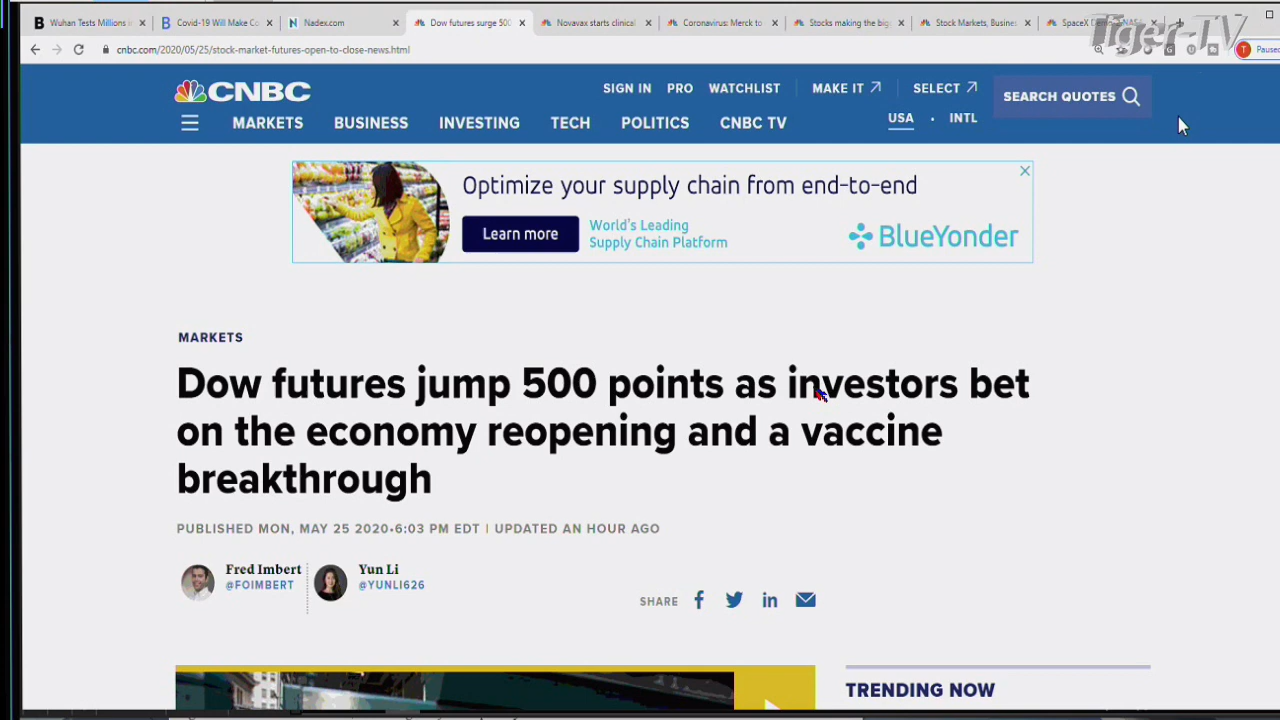 Wuhan Tests Millions i
Covid-19 Will Make Co
Nadex.com
Dow futures surge 500
Novavax starts clinical
Coronavirus: Merck to
Stocks making the big
Stock Markets, Busines
SpaceX
Tiger-TV
cnbc.com/2020/05/25/stock-market-futures-open-to-close-news.html
T
Paused
CNBC
SIGN IN PRO WATCHLIST MAKE IT SELECT
SEARCH QUOTES
USA · INTL
MARKETS BUSINESS INVESTING TECH POLITICS CNBC TV
Optimize your supply chain from end-to-end
Learn more
World's Leading
Supply Chain Platform
BlueYonder
MARKETS
Dow futures jump 500 points as investors bet
on the economy reopening and a vaccine
breakthrough
PUBLISHED MON, MAY 25 2020•6:03 PM EDT | UPDATED AN HOUR AGO
Fred Imbert
@FOIMBERT
Yun Li
@YUNLI626
SHARE
TRENDING NOW